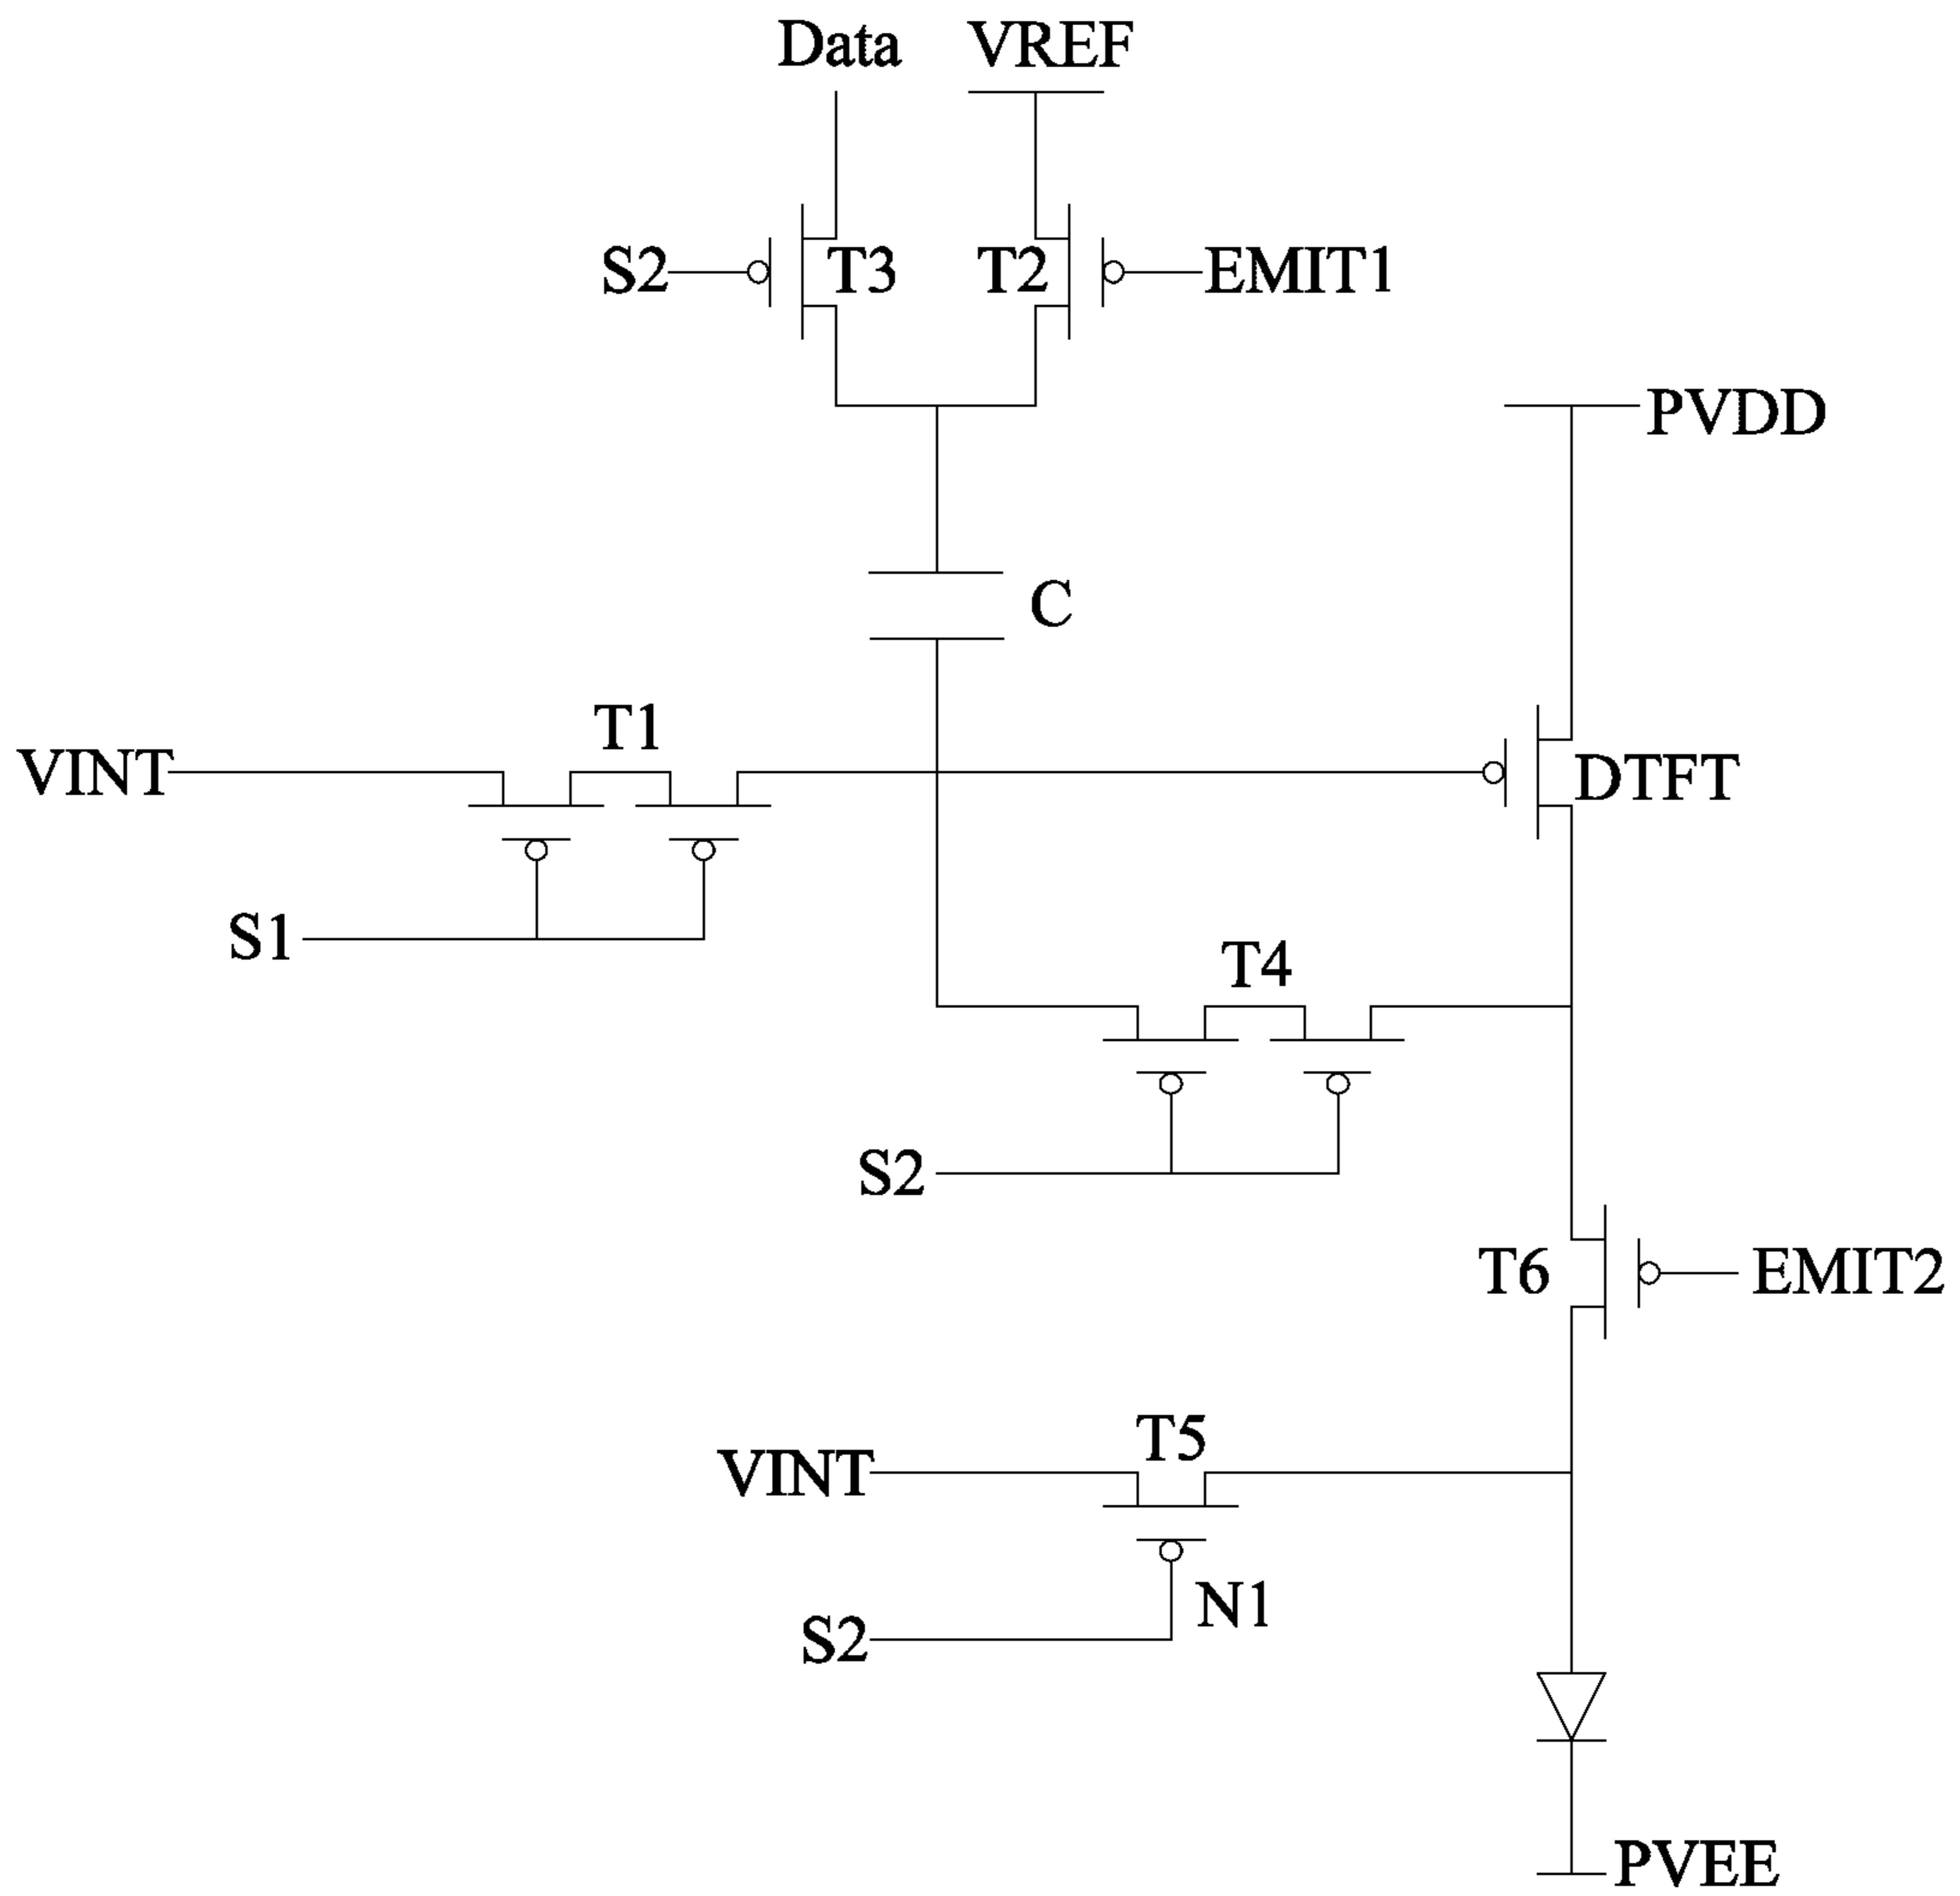 Data VREF
S2 T3 T2 EMIT1
PVDD
C
T1
VINT DTFT
S1
T4
S2
T6 EMIT2
T5
VINT
N1
S2
PVEE